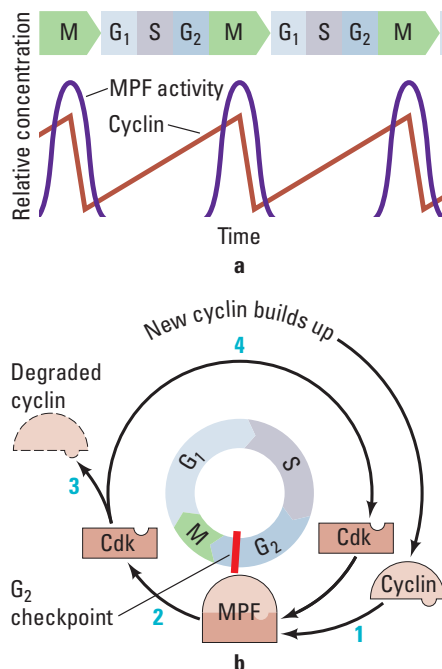 Relative concentration
M G₁ S G₂ M G₁ S G₂ M
MPF activity
Cyclin
Time
a
New cyclin builds up
4
Degraded
cyclin
3
G₁
S
M
G₂
Cdk
Cdk
Cyclin
G₂
checkpoint
2
MPF
1
b